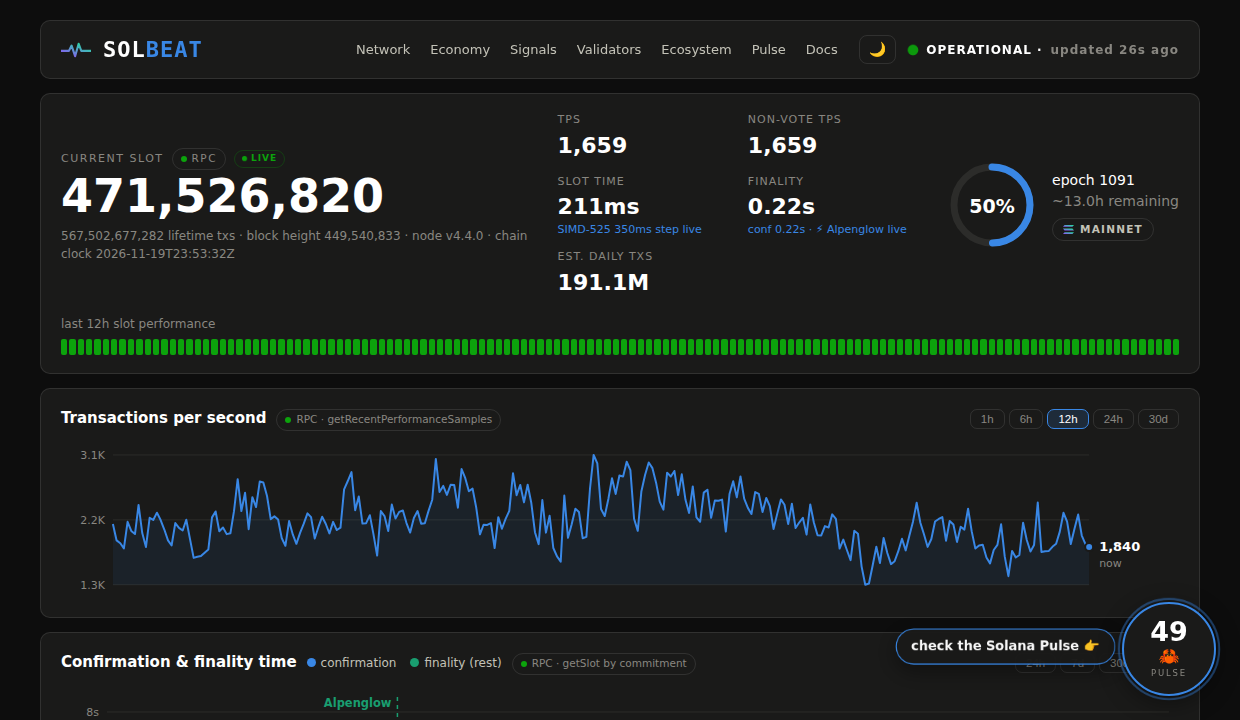 SOLBEAT
Network Economy Signals Validators Ecosystem Pulse Docs
OPERATIONAL · updated 26s ago
CURRENT SLOT RPC LIVE
471,526,820
567,502,677,282 lifetime txs · block height 449,540,833 · node v4.4.0 · chain
clock 2026-11-19T23:53:32Z
TPS
1,659
NON-VOTE TPS
1,659
SLOT TIME
211ms
SIMD-525 350ms step live
FINALITY
0.22s
conf 0.22s · ⚡ Alpenglow live
EST. DAILY TXS
191.1M
50%
epoch 1091
~13.0h remaining
MAINNET
last 12h slot performance
Transactions per second RPC · getRecentPerformanceSamples
1h 6h 12h 24h 30d
3.1K
2.2K
1.3K
1,840
now
Confirmation & finality time confirmation finality (rest) RPC · getSlot by commitment
check the Solana Pulse 👉
49
PULSE
Alpenglow
8s